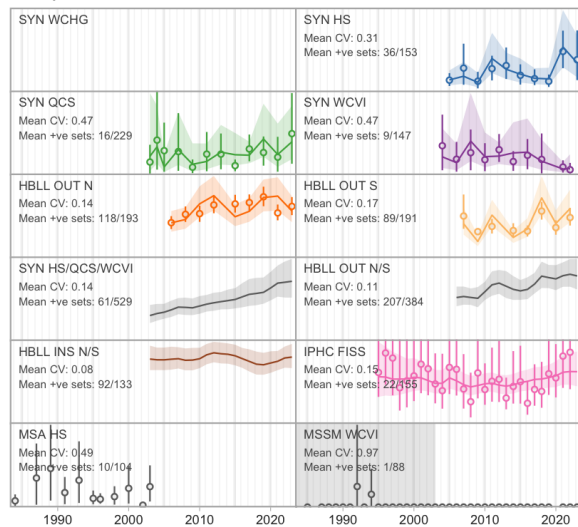 SYN WCHG
SYN HS
Mean CV: 0.31
Mean +ve sets: 36/153
SYN QCS
Mean CV: 0.47
Mean +ve sets: 16/229
SYN WCVI
Mean CV: 0.47
Mean +ve sets: 9/147
HBLL OUT N
Mean CV: 0.14
Mean +ve sets: 118/193
HBLL OUT S
Mean CV: 0.17
Mean +ve sets: 89/191
SYN HS/QCS/WCVI
Mean CV: 0.14
Mean +ve sets: 61/529
HBLL OUT N/S
Mean CV: 0.11
Mean +ve sets: 207/384
HBLL INS N/S
Mean CV: 0.08
Mean +ve sets: 92/133
IPHC FISS
Mean CV: 0.15
Mean +ve sets: 22/155
MSA HS
Mean CV: 0.49
Mean +ve sets: 10/104
MSSM WCVI
Mean CV: 0.97
Mean +ve sets: 1/88
1990 2000 2010 2020 1990 2000 2010 2020